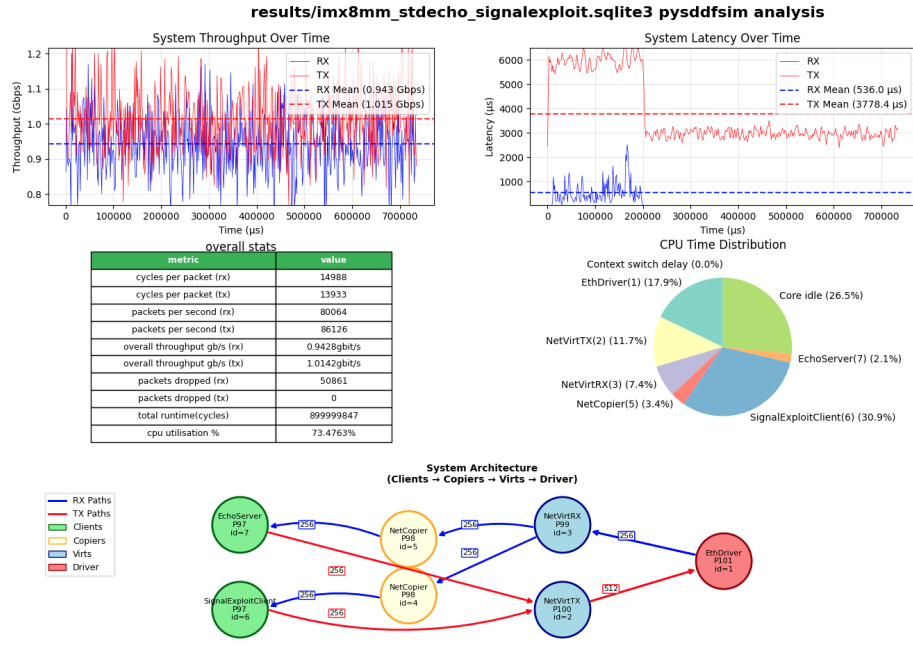 results/imx8mm_stdecho_signalexploit.sqlite3 pysddfsim analysis
System Throughput Over Time
1.2
1.1
1.0
0.9
0.8
Throughput (Gbps)
RX
TX
RX Mean (0.943 Gbps)
TX Mean (1.015 Gbps)
0 100000 200000 300000 400000 500000 600000 700000
Time (µs)
System Latency Over Time
6000
5000
4000
3000
2000
1000
Latency (µs)
RX
TX
RX Mean (536.0 µs)
TX Mean (3778.4 µs)
0 100000 200000 300000 400000 500000 600000 700000
Time (µs)
overall stats
metric value
cycles per packet (rx) 14988
cycles per packet (tx) 13933
packets per second (rx) 80064
packets per second (tx) 86126
overall throughput gb/s (rx) 0.9428gbit/s
overall throughput gb/s (tx) 1.0142gbit/s
packets dropped (rx) 50861
packets dropped (tx) 0
total runtime(cycles) 899999847
cpu utilisation % 73.4763%
CPU Time Distribution
Context switch delay (0.0%)
EthDriver(1) (17.9%)
Core idle (26.5%)
NetVirtTX(2) (11.7%)
EchoServer(7) (2.1%)
NetVirtRX(3) (7.4%)
NetCopier(5) (3.4%)
SignalExploitClient(6) (30.9%)
System Architecture
(Clients → Copiers → Virts → Driver)
RX Paths
TX Paths
Clients
Copiers
Virts
Driver
EchoServer
P97
id=7
256
NetCopier
P98
id=5
256
NetVirtRX
P99
id=3
256
EthDriver
P101
id=1
256
256
SignalExploitClient
P97
id=6
256
256
NetCopier
P98
id=4
NetVirtTX
P100
id=2
512